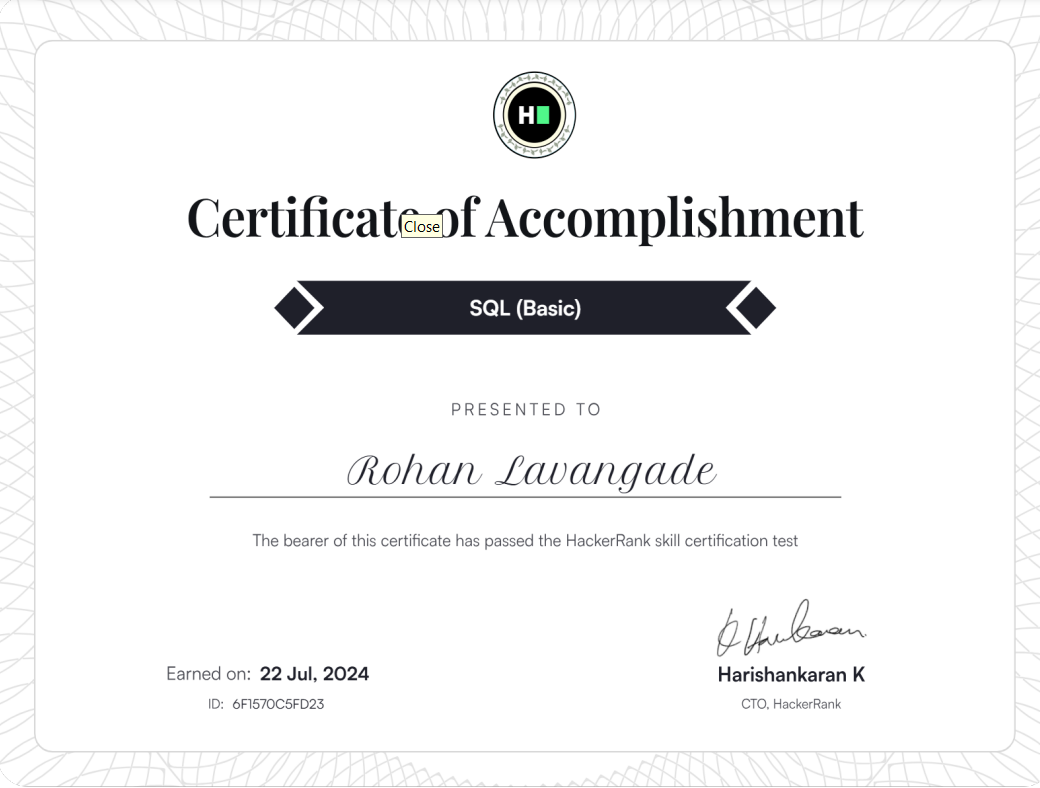 H
Certificate of Accomplishment
Close
SQL (Basic)
PRESENTED TO
Rohan Lavangade
The bearer of this certificate has passed the HackerRank skill certification test
Earned on: 22 Jul, 2024
ID: 6F1570C5FD23
Harishankaran K
CTO, HackerRank